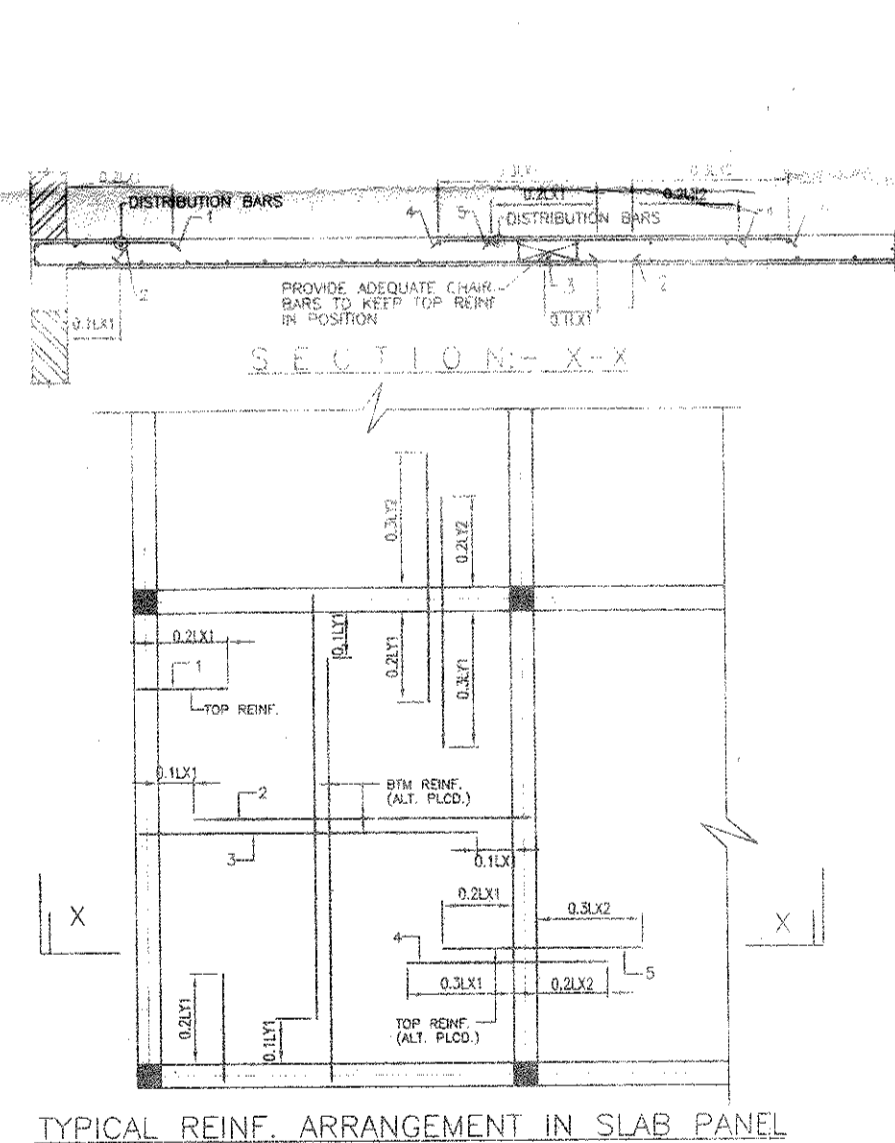 0.2LX1
0.3LX2
DISTRIBUTION BARS
1
4
5
0.2LX1
0.2LX2
DISTRIBUTION BARS
2
PROVIDE ADEQUATE CHAIR
BARS TO KEEP TOP REINF
IN POSITION
3
2
0.1LX1
0.1LX1
SECTION:- X-X
0.3LY2
0.2LY2
0.2LX1
0.1LY1
0.2LY1
0.3LY1
1
TOP REINF.
0.1LX1
2
BTM REINF.
(ALT. PLCD.)
3
0.1LX
0.2LX1
0.3LX2
X
X
4
5
0.3LX1
0.2LX2
0.2LY1
0.1LY1
TOP REINF.
(ALT. PLCD.)
TYPICAL REINF. ARRANGEMENT IN SLAB PANEL